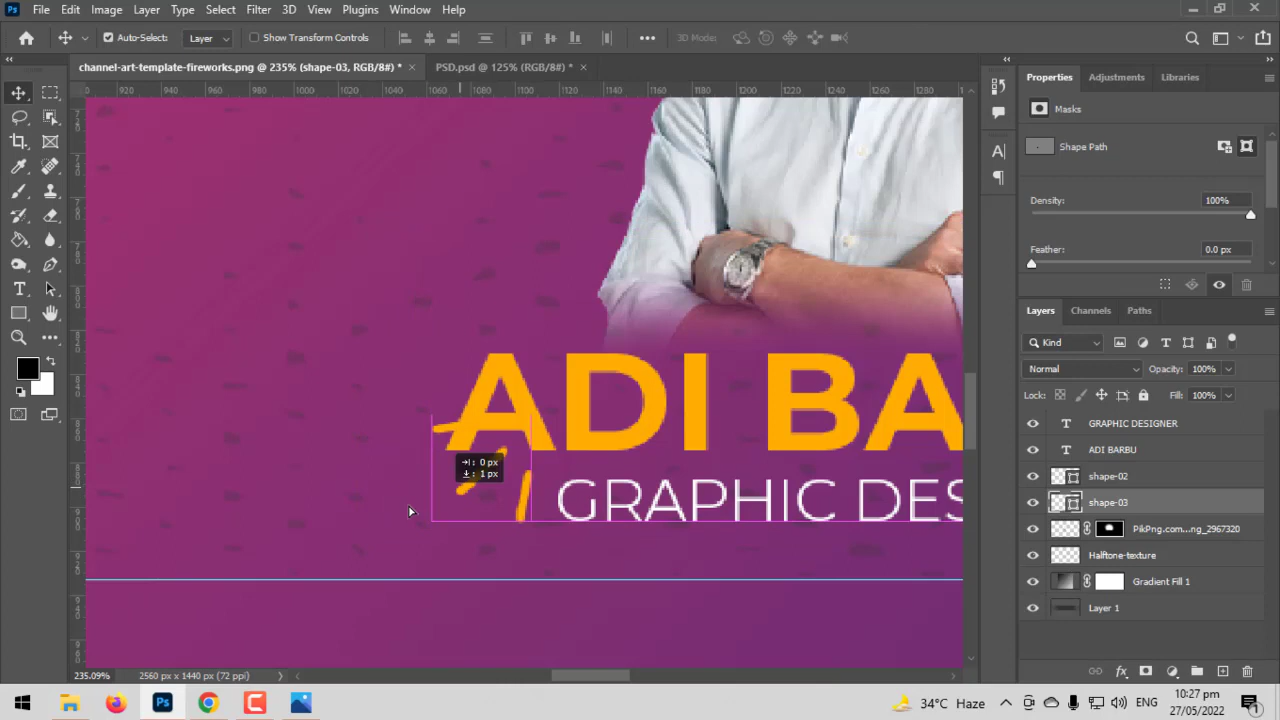 Ps File Edit Image Layer Type Select Filter 3D View Plugins Window Help
Auto-Select: Layer Show Transform Controls 3D Mode:
channel-art-template-fireworks.png @ 235% (shape-03, RGB/8#) * PSD.psd @ 125% (RGB/8#) *
920 940 960 980 1000 1020 1040 1060 1080 1100 1120 1140 1160 1180 1200 1220 1240 1260 1280
Properties Adjustments Libraries
Masks
Shape Path
Density: 100%
Feather: 0.0 px
Layers Channels Paths
Kind
Normal Opacity: 100%
Lock: Fill: 100%
GRAPHIC DESIGNER
ADI BARBU
shape-02
shape-03
PikPng.com...ng_2967320
Halftone-texture
Gradient Fill 1
Layer 1
ADI BA
GRAPHIC DES
: 0 px
: 1 px
235.09% 2560 px x 1440 px (72 ppi)
34°C Haze ENG 10:27 pm
27/05/2022